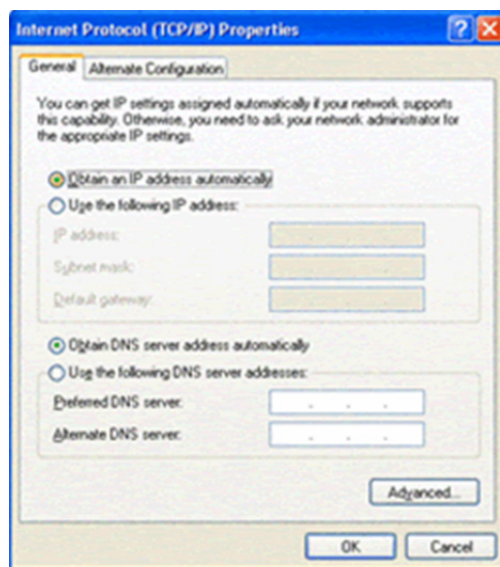 Internet Protocol (TCP/IP) Properties
General
Alternate Configuration
You can get IP settings assigned automatically if your network supports
this capability. Otherwise, you need to ask your network administrator for
the appropriate IP settings.
Obtain an IP address automatically
Use the following IP address:
IP address:
Subnet mask:
Default gateway:
Obtain DNS server address automatically
Use the following DNS server addresses:
Preferred DNS server:
Alternate DNS server:
Advanced...
OK
Cancel